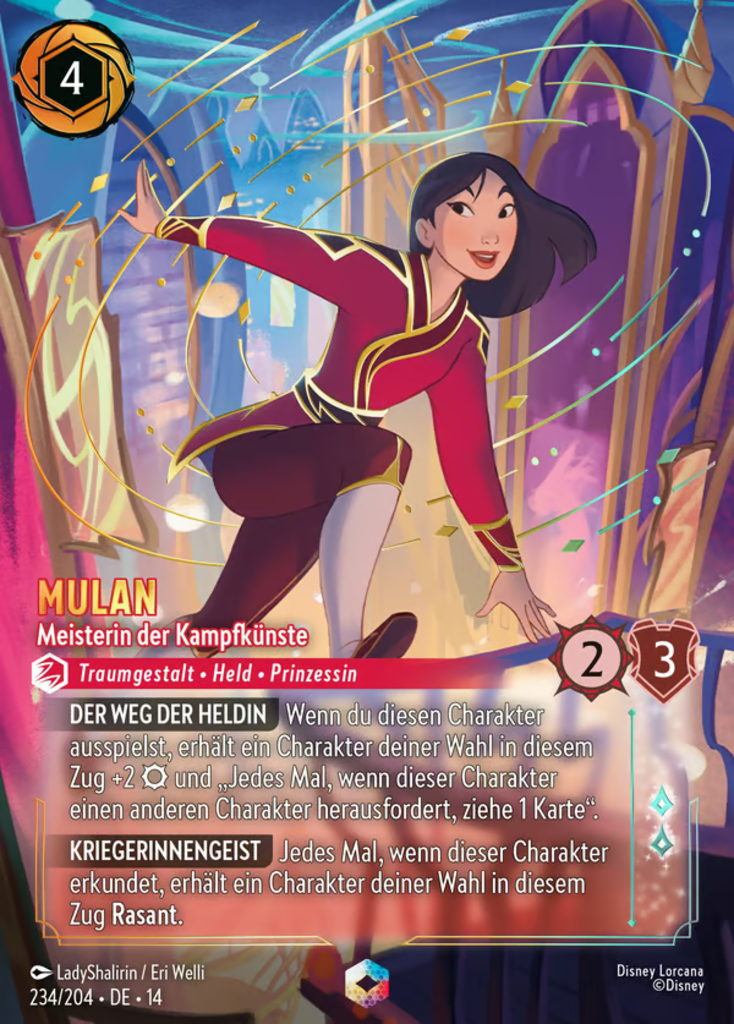 4
MULAN
Meisterin der Kampfkünste
Traumgestalt • Held • Prinzessin
2
3
DER WEG DER HELDIN Wenn du diesen Charakter
ausspielst, erhält ein Charakter deiner Wahl in diesem
Zug +2 und „Jedes Mal, wenn dieser Charakter
einen anderen Charakter herausfordert, ziehe 1 Karte“.
KRIEGERINNENGEIST Jedes Mal, wenn dieser Charakter
erkundet, erhält ein Charakter deiner Wahl in diesem
Zug Rasant.
LadyShalirin / Eri Welli
234/204 • DE • 14
Disney Lorcana
©Disney